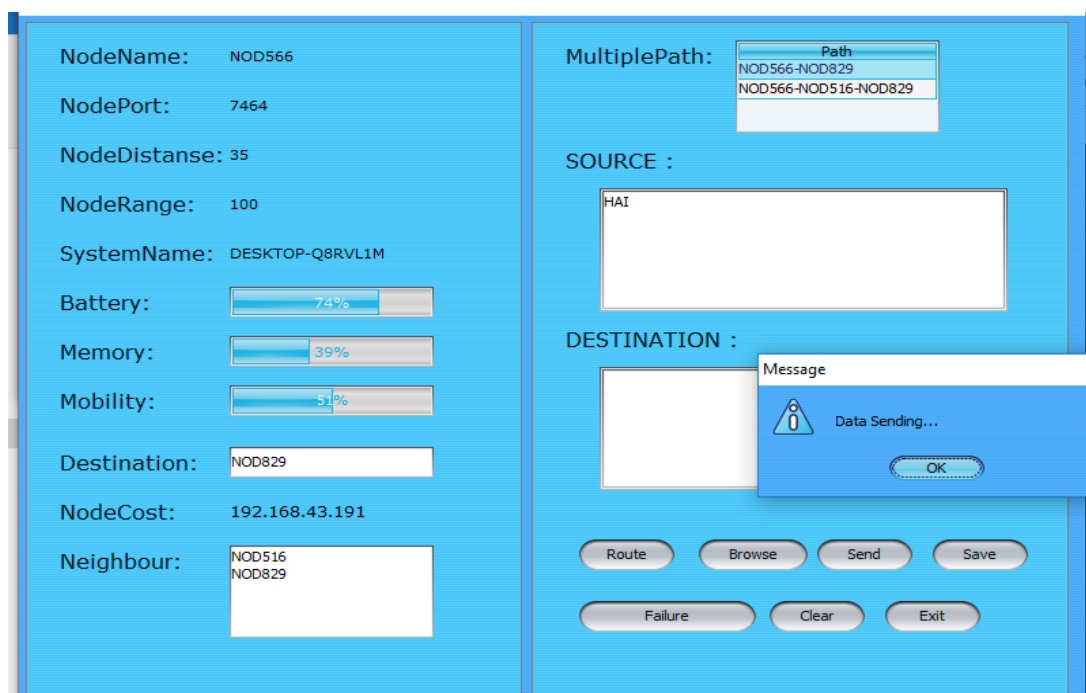 NodeName: NOD566
NodePort: 7464
NodeDistanse: 35
NodeRange: 100
SystemName: DESKTOP-Q8RVL1M
Battery: 74%
Memory: 39%
Mobility: 51%
Destination: NOD829
NodeCost: 192.168.43.191
Neighbour: NOD516
NOD829
MultiplePath: Path
NOD566-NOD829
NOD566-NOD516-NOD829
SOURCE :
HAI
DESTINATION :
Message
Data Sending...
OK
Route Browse Send Save
Failure Clear Exit